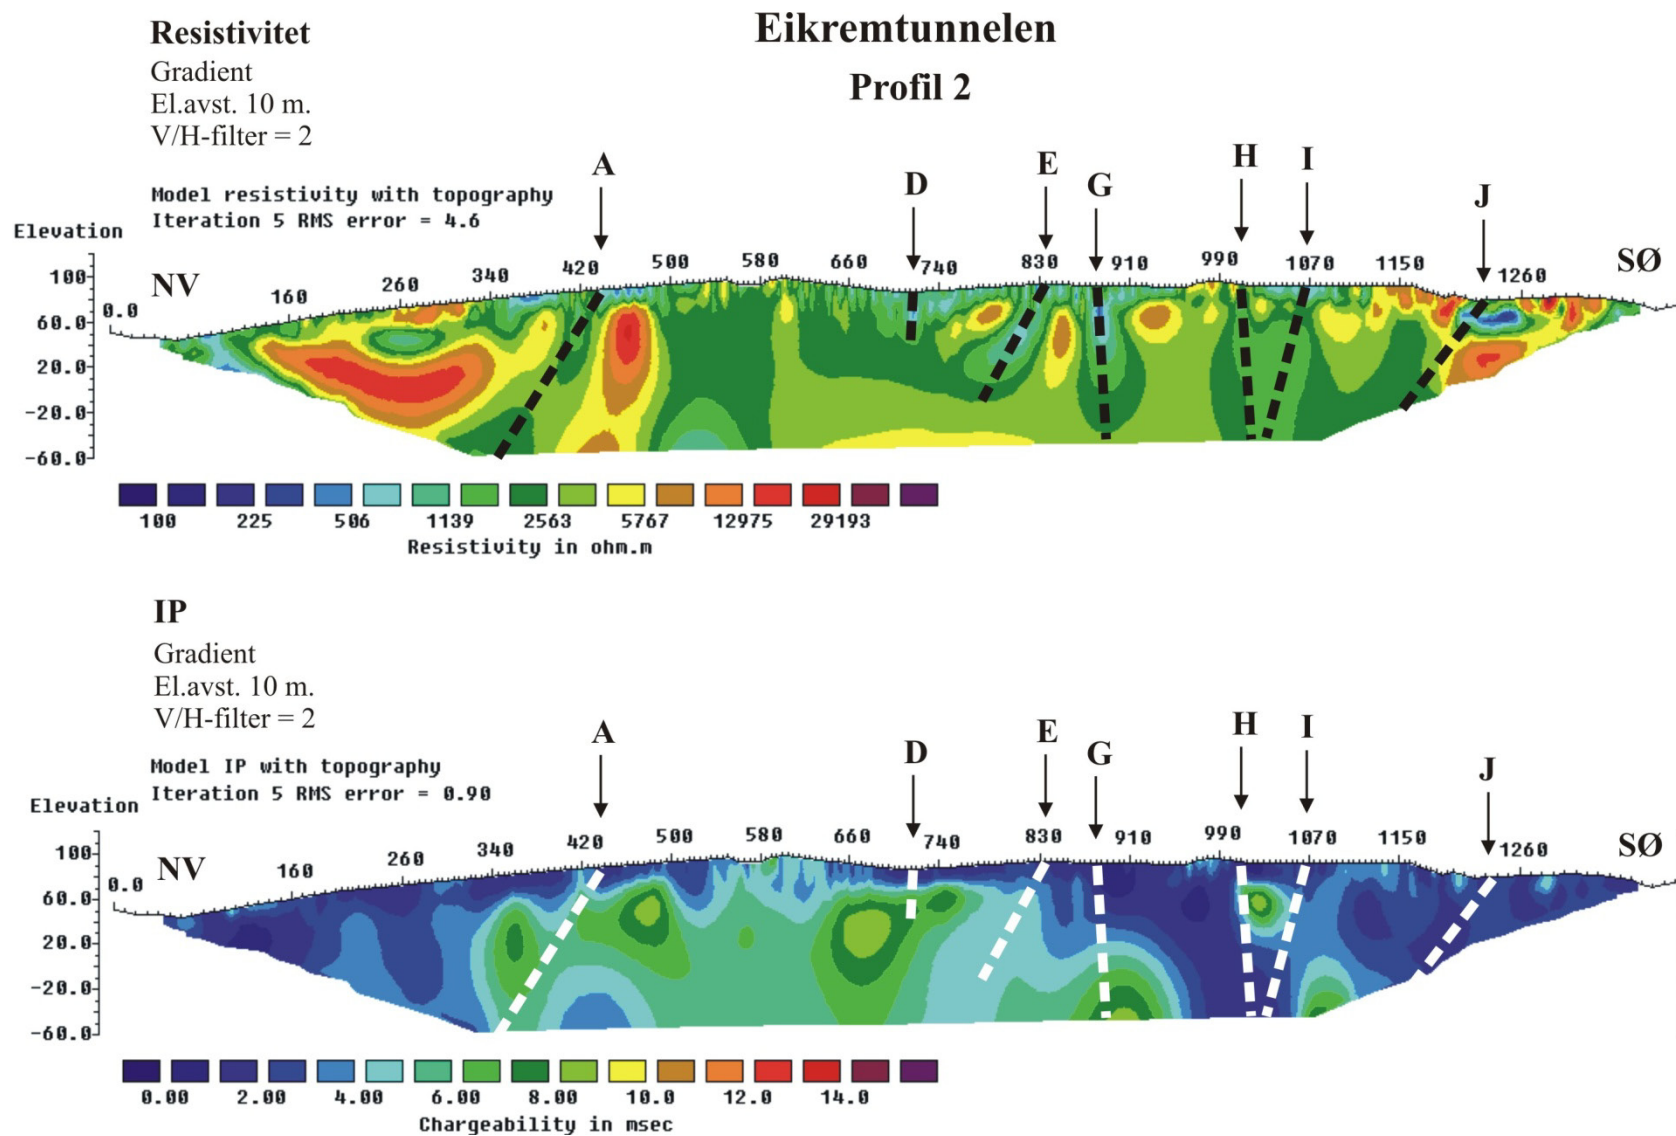 Eikremtunnelen
Profil 2
Resistivitet
Gradient
El.avst. 10 m.
V/H-filter = 2
Model resistivity with topography
Iteration 5 RMS error = 4.6
A
D
E
G
H
I
J
Elevation
NV
SØ
0.0 160 260 340 420 500 580 660 740 830 910 990 1070 1150 1260
100
60.0
20.0
-20.0
-60.0
100 225 506 1139 2563 5767 12975 29193
Resistivity in ohm.m
IP
Gradient
El.avst. 10 m.
V/H-filter = 2
Model IP with topography
Iteration 5 RMS error = 0.90
A
D
E
G
H
I
J
Elevation
NV
SØ
0.0 160 260 340 420 500 580 660 740 830 910 990 1070 1150 1260
100
60.0
20.0
-20.0
-60.0
0.00 2.00 4.00 6.00 8.00 10.0 12.0 14.0
Chargeability in msec